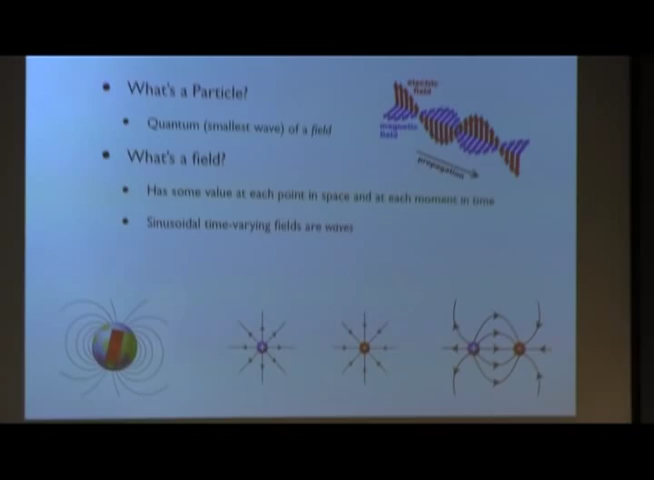 What's a Particle?
Quantum (smallest wave) of a field
What's a field?
Has some value at each point in space and at each moment in time
Sinusoidal time-varying fields are waves
electric
field
magnetic
field
propagation